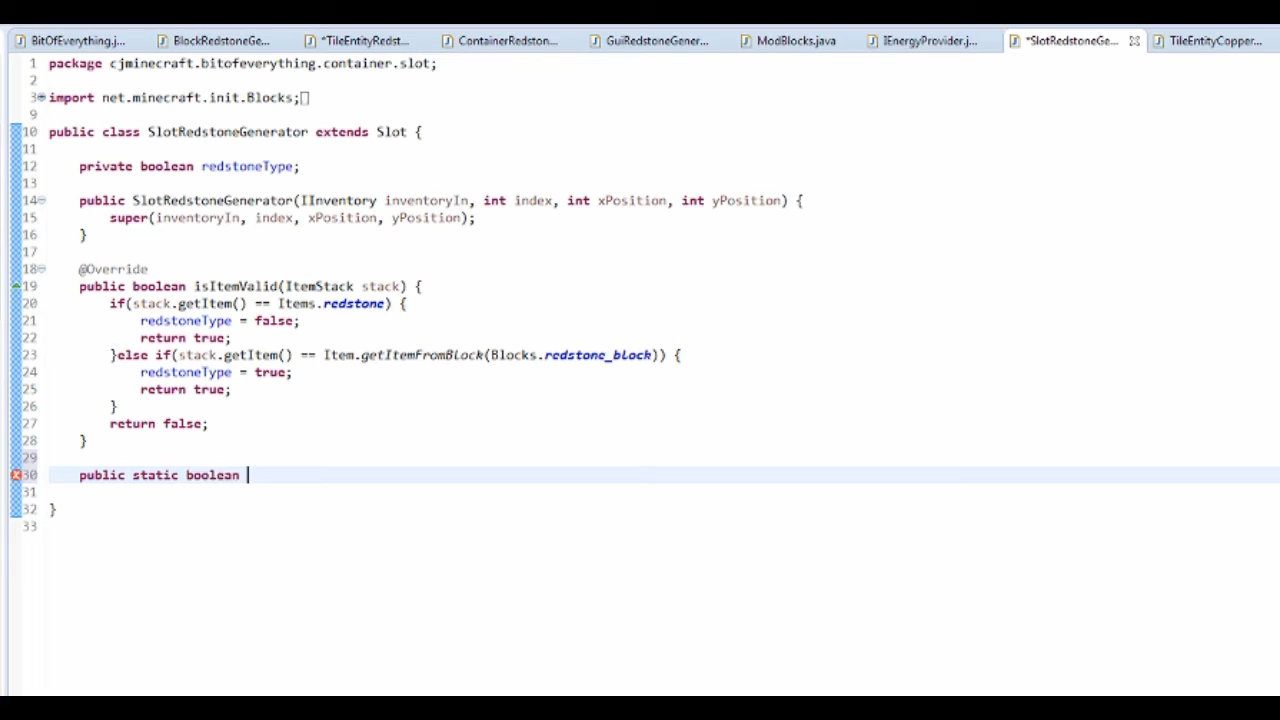 BitOfEverything.j... BlockRedstoneGe... *TileEntityRedst... ContainerRedston... GuiRedstoneGener... ModBlocks.java IEnergyProvider.j... *SlotRedstoneGe... TileEntityCopper...
1 package cjminecraft.bitofeverything.container.slot;
2
3 import net.minecraft.init.Blocks;
9
10 public class SlotRedstoneGenerator extends Slot {
11
12 private boolean redstoneType;
13
14 public SlotRedstoneGenerator(IInventory inventoryIn, int index, int xPosition, int yPosition) {
15 super(inventoryIn, index, xPosition, yPosition);
16 }
17
18 @Override
19 public boolean isItemValid(ItemStack stack) {
20 if(stack.getItem() == Items.redstone) {
21 redstoneType = false;
22 return true;
23 }else if(stack.getItem() == Item.getItemFromBlock(Blocks.redstone_block)) {
24 redstoneType = true;
25 return true;
26 }
27 return false;
28 }
29
30 public static boolean
31
32 }
33